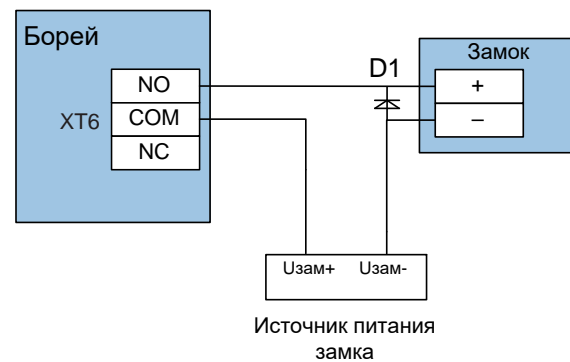 Борей
XT6
NO
COM
NC
D1
Замок
+
–
Uзам+ Uзам-
Источник питания
замка